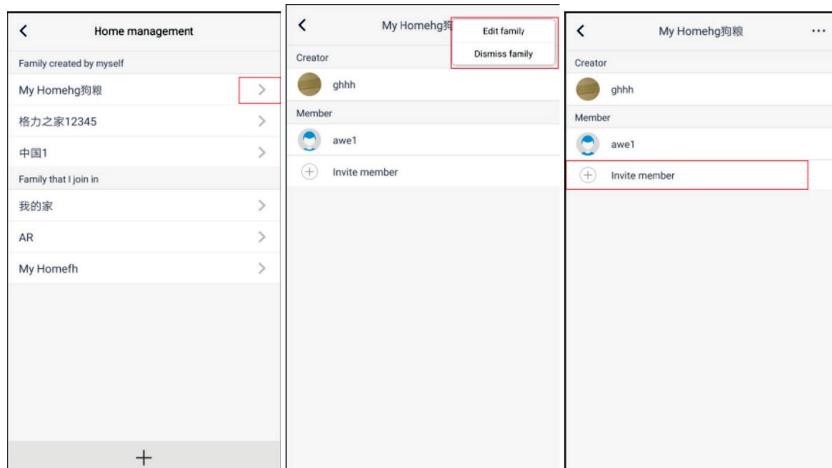 Home management
Family created by myself
My Homehg狗粮
格力之家12345
中国1
Family that I join in
我的家
AR
My Homefh
My Homehg狗
Edit family
Dismiss family
Creator
ghhh
Member
awe1
Invite member
My Homehg狗粮
Creator
ghhh
Member
awe1
Invite member